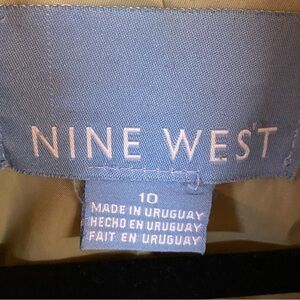 NINE WEST
10
MADE IN URUGUAY
HECHO EN URUGUAY
FAIT EN URUGUAY